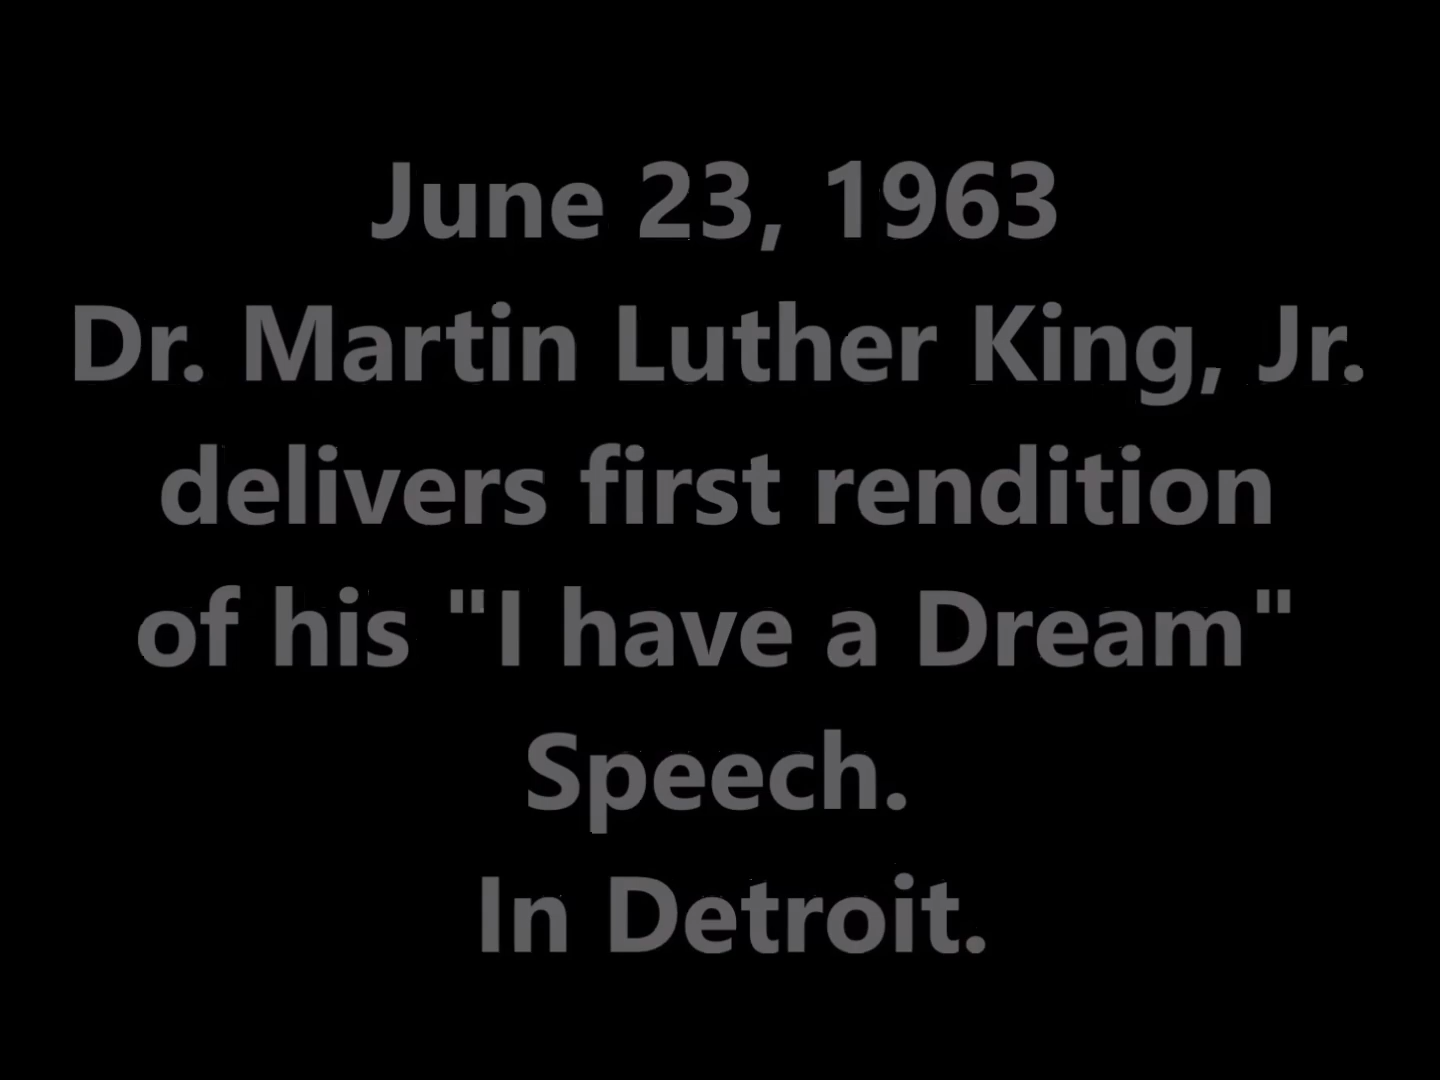 June 23, 1963
Dr. Martin Luther King, Jr.
delivers first rendition
of his "I have a Dream"
Speech.
In Detroit.